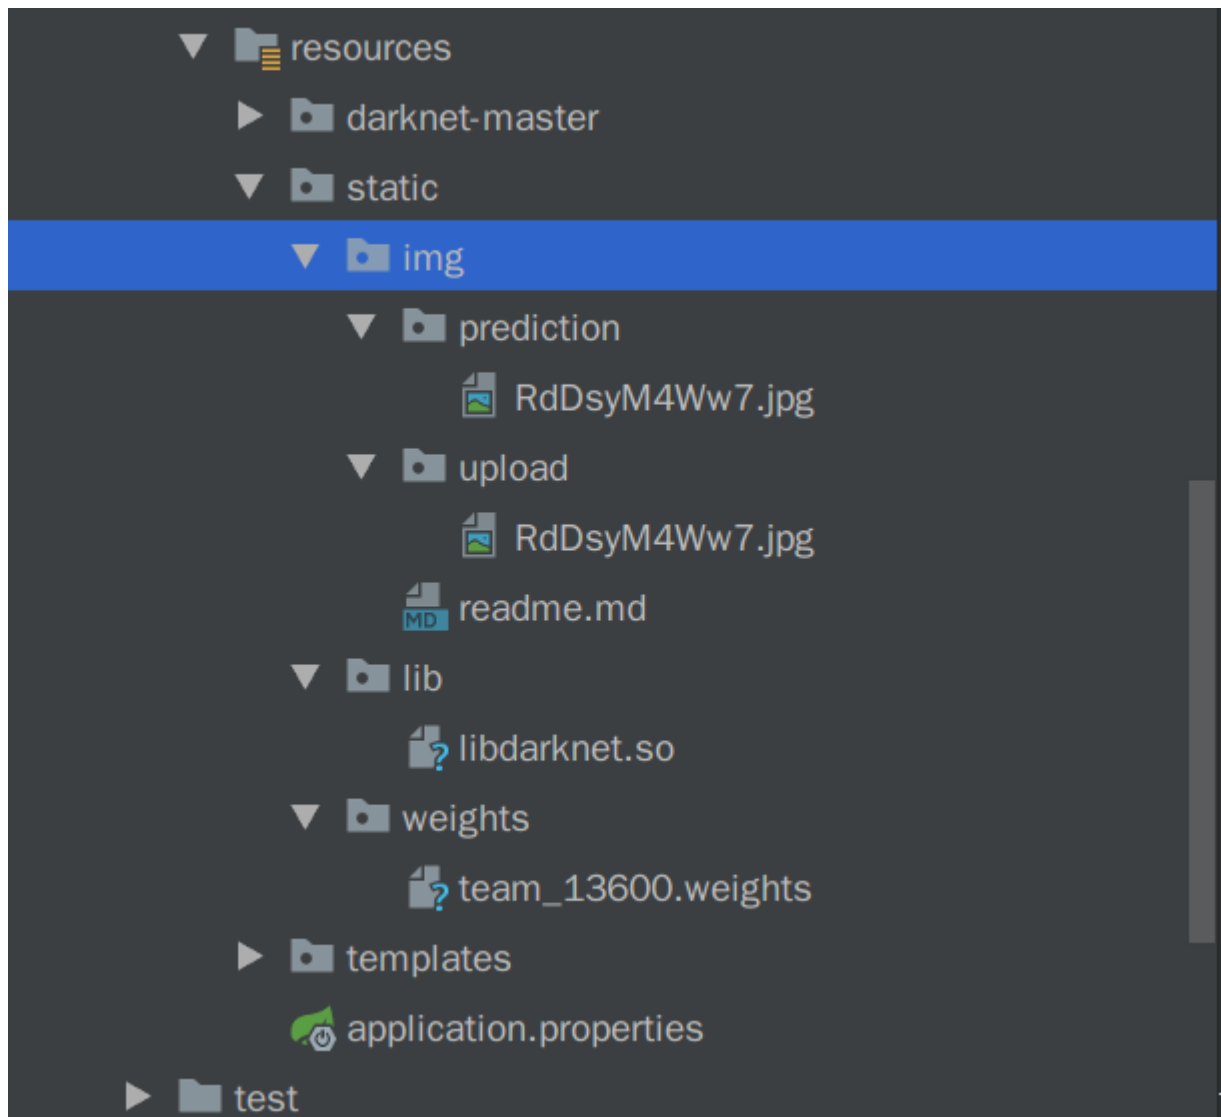 resources
darknet-master
static
img
prediction
RdDsyM4Ww7.jpg
upload
RdDsyM4Ww7.jpg
MD readme.md
lib
libdarknet.so
weights
team_13600.weights
templates
application.properties
test